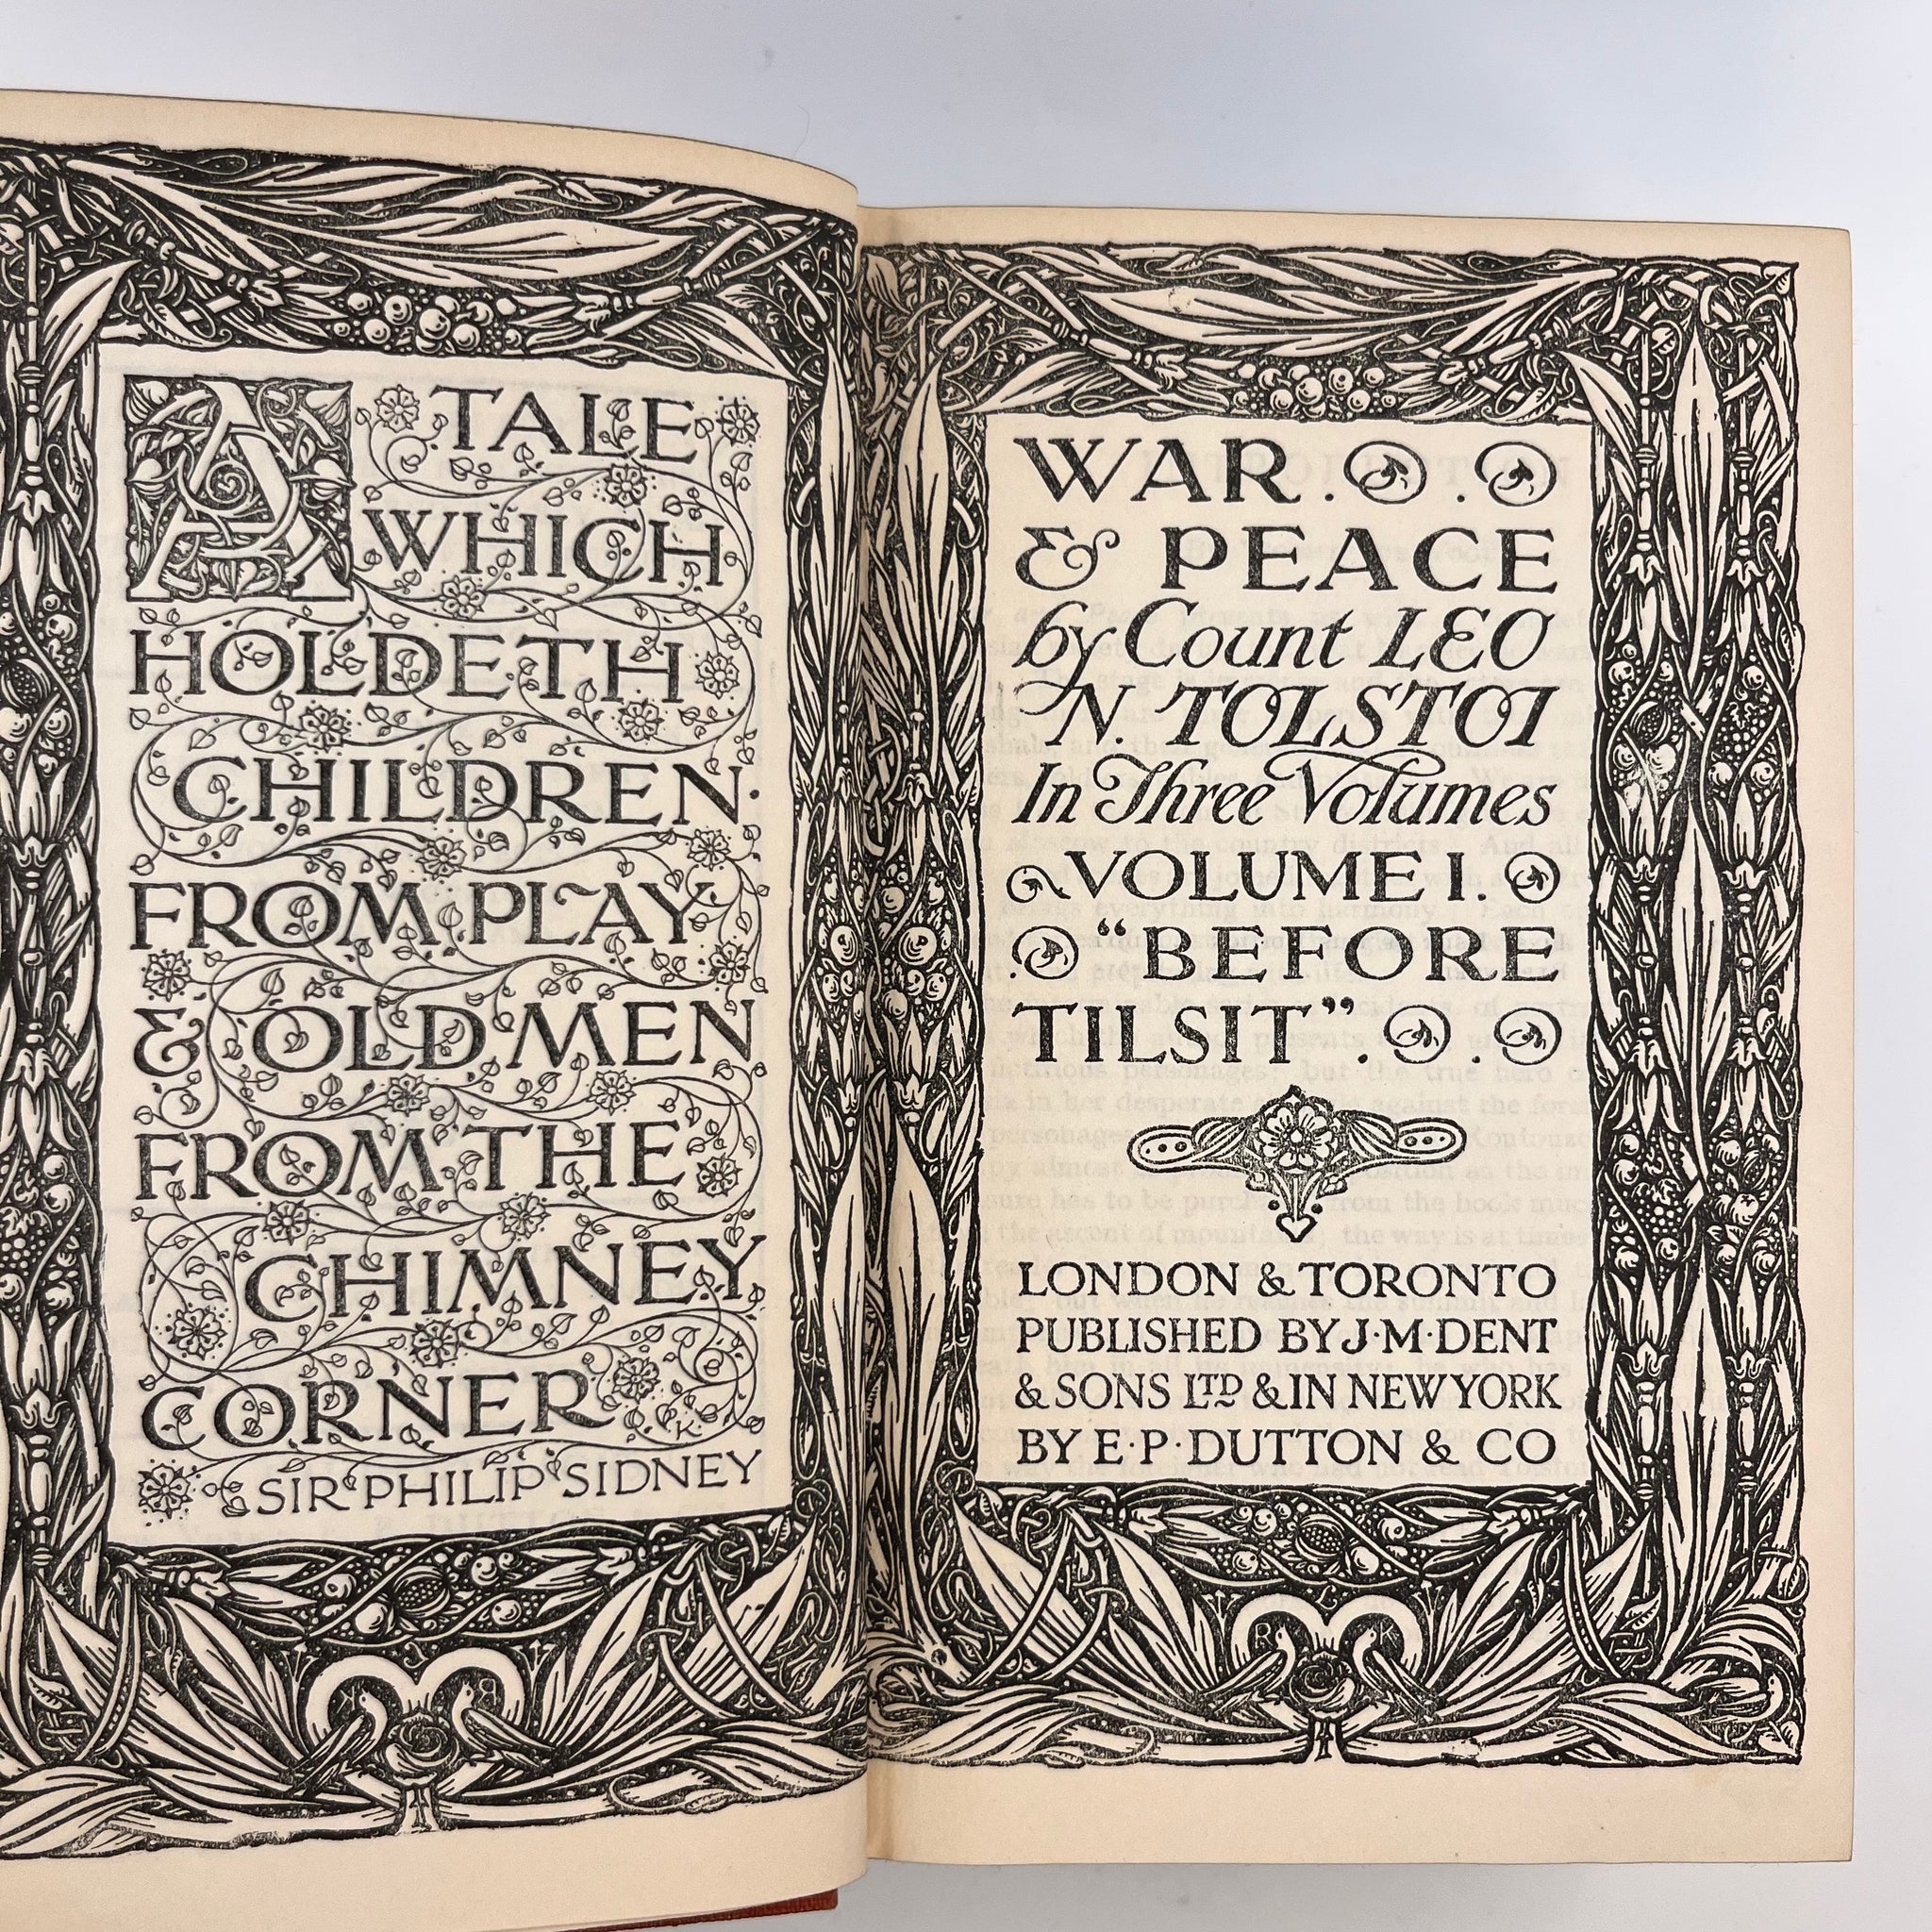 A TALE
WHICH
HOLDETH
CHILDREN
FROM PLAY
& OLD MEN
FROM THE
CHIMNEY
CORNER
SIR PHILIP SIDNEY
WAR .
& PEACE
by Count LEO
N. TOLSTOI
In Three Volumes
VOLUME I.
"BEFORE
TILSIT" .
LONDON & TORONTO
PUBLISHED BY J·M·DENT
& SONS LTD & IN NEW YORK
BY E·P·DUTTON & CO
R L K